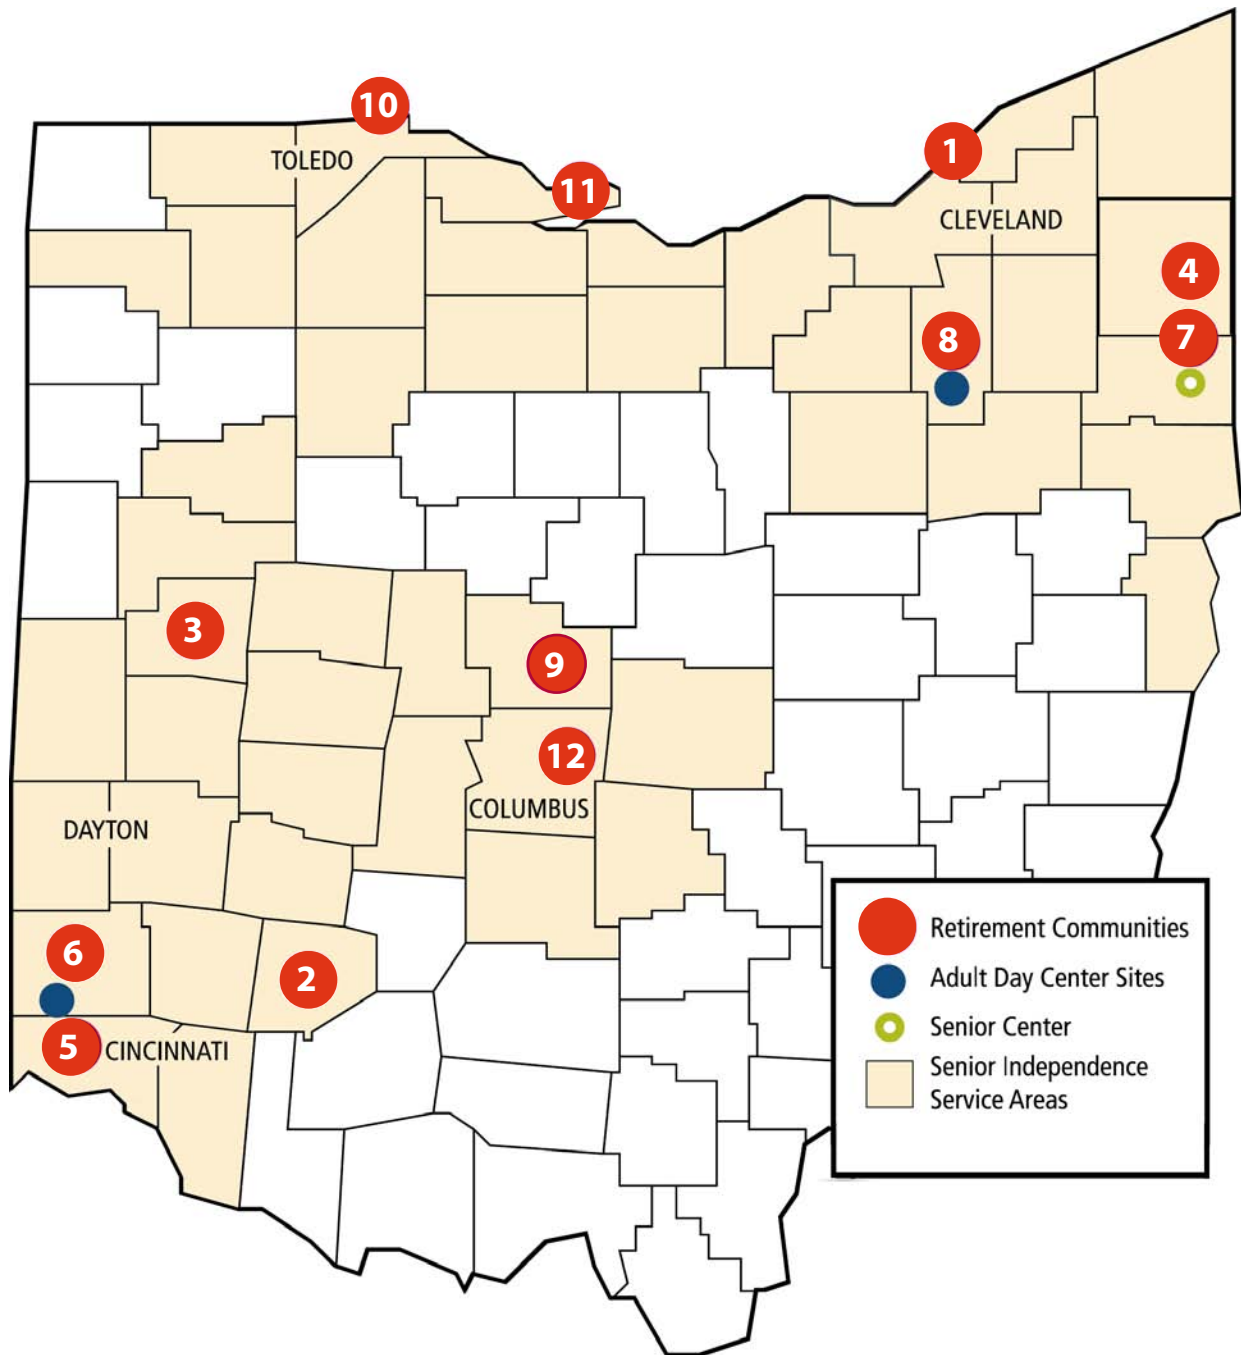 10
1
TOLEDO
11
CLEVELAND
4
7
8
3
9
12
COLUMBUS
DAYTON
6
2
5
CINCINNATI
Retirement Communities
Adult Day Center Sites
Senior Center
Senior Independence
Service Areas